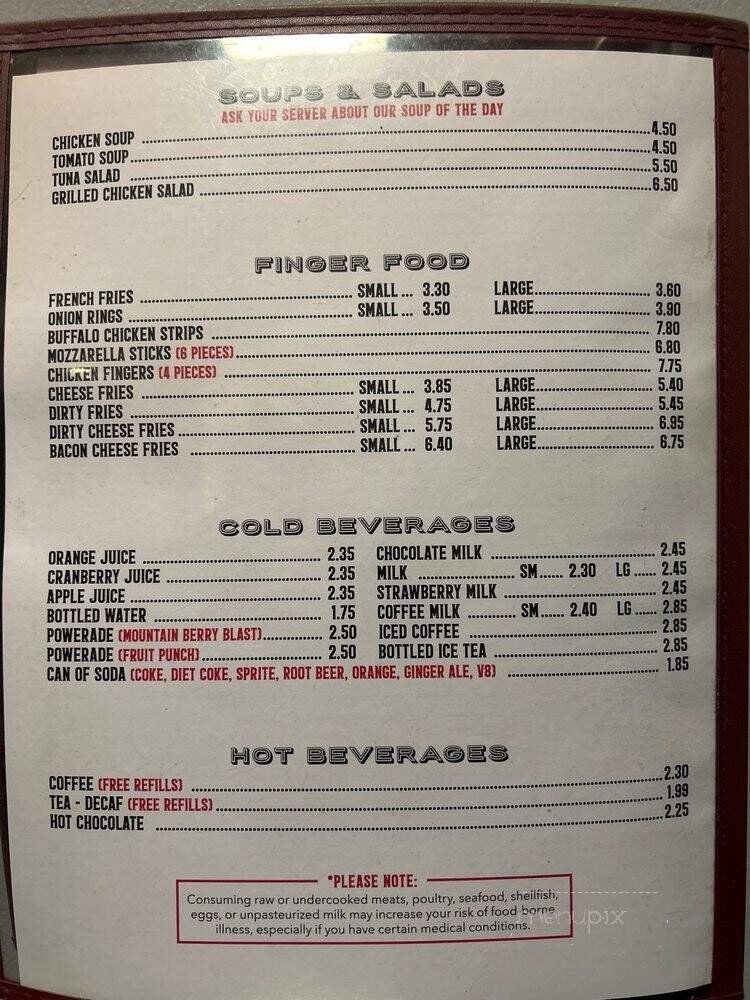 SOUPS & SALADS
ASK YOUR SERVER ABOUT OUR SOUP OF THE DAY
CHICKEN SOUP 4.50
TOMATO SOUP 4.50
TUNA SALAD 5.50
GRILLED CHICKEN SALAD 6.50
FINGER FOOD
FRENCH FRIES SMALL ... 3.30 LARGE 3.60
ONION RINGS SMALL ... 3.50 LARGE 3.90
BUFFALO CHICKEN STRIPS 7.80
MOZZARELLA STICKS (6 PIECES) 6.80
CHICKEN FINGERS (4 PIECES) 7.75
CHEESE FRIES SMALL ... 3.85 LARGE 5.40
DIRTY FRIES SMALL ... 4.75 LARGE 5.45
DIRTY CHEESE FRIES SMALL ... 5.75 LARGE 6.95
BACON CHEESE FRIES SMALL ... 6.40 LARGE 6.75
COLD BEVERAGES
ORANGE JUICE 2.35 CHOCOLATE MILK 2.45
CRANBERRY JUICE 2.35 MILK SM 2.30 LG 2.45
APPLE JUICE 2.35 STRAWBERRY MILK 2.45
BOTTLED WATER 1.75 COFFEE MILK SM 2.40 LG 2.85
POWERADE (MOUNTAIN BERRY BLAST) 2.50 ICED COFFEE 2.85
POWERADE (FRUIT PUNCH) 2.50 BOTTLED ICE TEA 2.85
CAN OF SODA (COKE, DIET COKE, SPRITE, ROOT BEER, ORANGE, GINGER ALE, V8) 1.85
HOT BEVERAGES
COFFEE (FREE REFILLS) 2.30
TEA - DECAF (FREE REFILLS) 1.99
HOT CHOCOLATE 2.25
*PLEASE NOTE:
Consuming raw or undercooked meats, poultry, seafood, sheilfish,
eggs, or unpasteurized milk may increase your risk of food-borne
illness, especially if you have certain medical conditions.
menupix